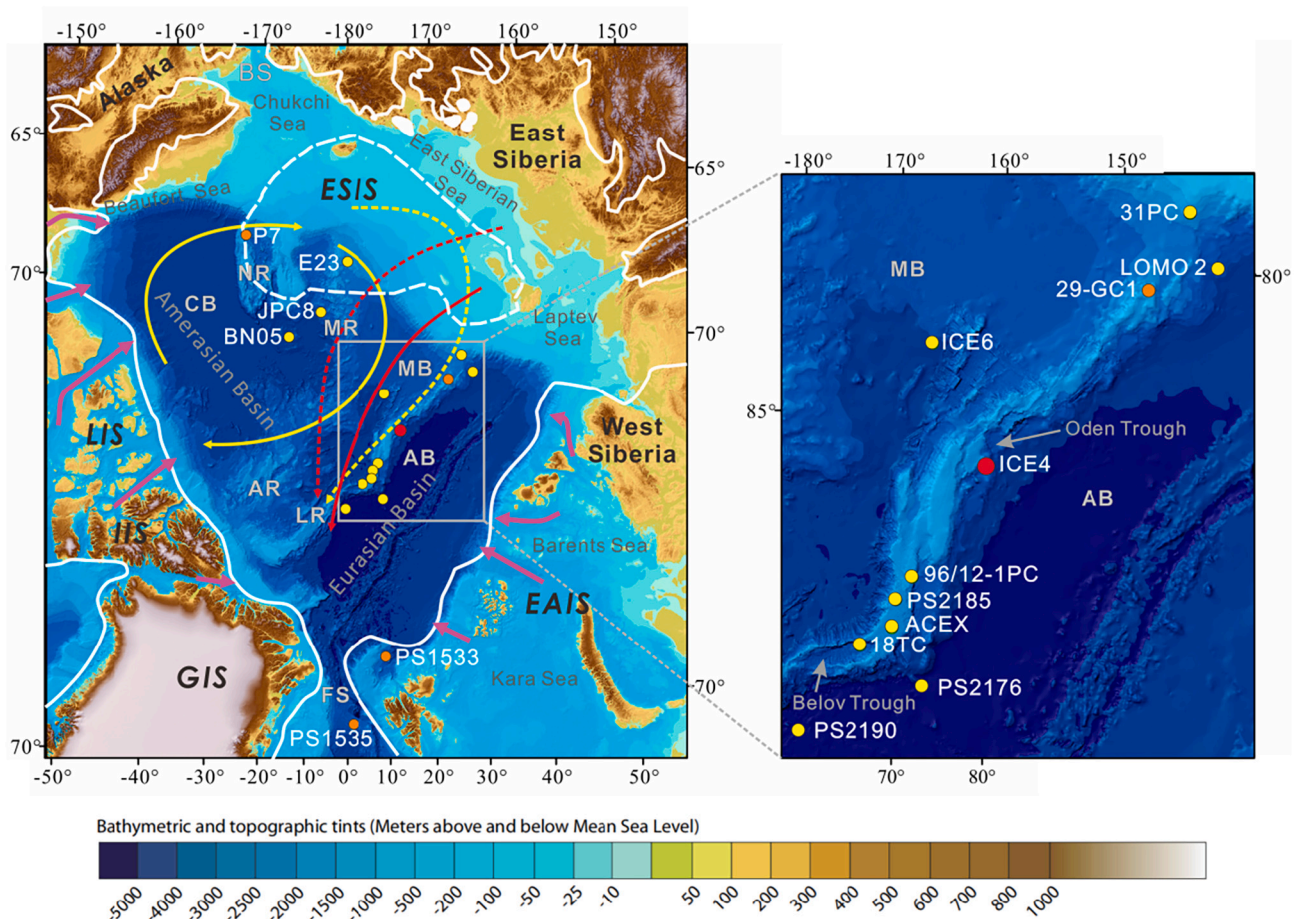 -150° -160° -170° -180° 170° 160° 150°
BS
Alaska
Chukchi
Sea
65°
East
Siberia
East Siberian
Sea
65°
ESIS
Beaufort Sea
P7
E23
NR
70°
CB
JPC8
MR
BN05
Laptev
Sea
70°
Amerasian Basin
MB
LIS
West
Siberia
AB
AR
LR
Eurasian Basin
IIS
Barents Sea
EAIS
PS1533
GIS
Kara Sea
70°
FS
PS1535
70°
-50° -40° -30° -20° -10° 0° 10° 20° 30° 40° 50°
-180° 170° 160° 150°
31PC
MB
LOMO 2
80°
29-GC1
ICE6
85°
Oden Trough
ICE4
AB
96/12-1PC
PS2185
ACEX
18TC
PS2176
Belov Trough
PS2190
70° 80°
Bathymetric and topographic tints (Meters above and below Mean Sea Level)
-5000 -4000 -3000 -2500 -2000 -1500 -1000 -500 -200 -100 -50 -25 -10 50 100 200 300 400 500 600 700 800 1000